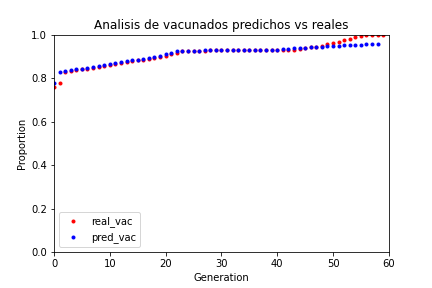 Analisis de vacunados predichos vs reales
1.0
0.8
0.6
0.4
0.2
0.0
Proportion
real_vac
pred_vac
0 10 20 30 40 50 60
Generation